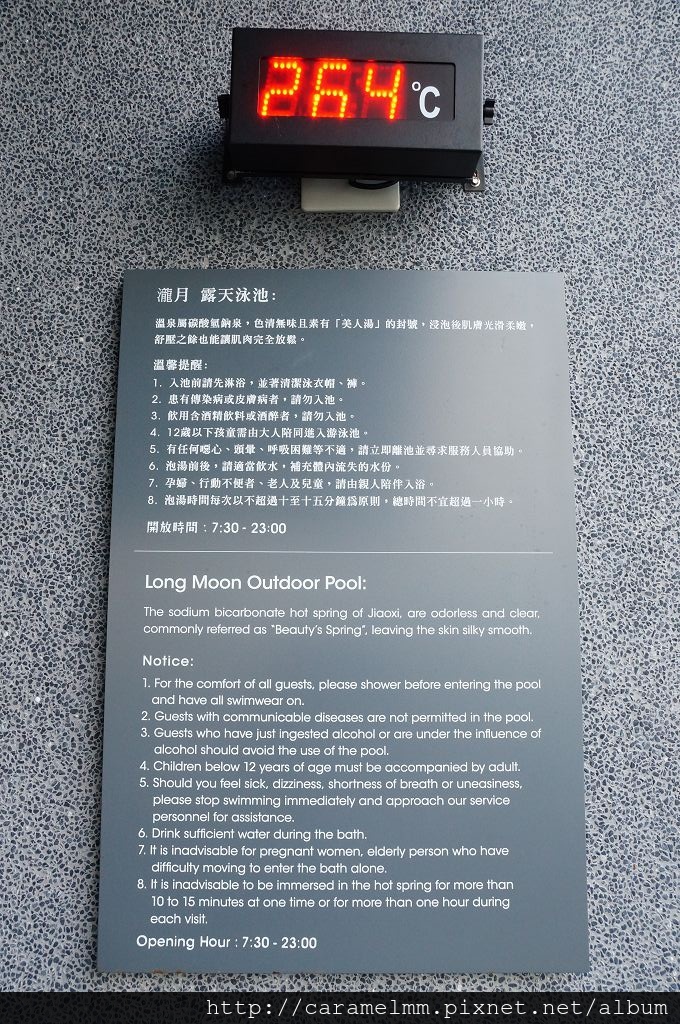 26.4 °C
瀧月 露天泳池:
溫泉屬碳酸氫鈉泉，色清無味且素有「美人湯」的封號，浸泡後肌膚光滑柔嫩，
舒壓之餘也能讓肌肉完全放鬆。
溫馨提醒:
1. 入池前請先淋浴，並著清潔泳衣帽、褲。
2. 患有傳染病或皮膚病者，請勿入池。
3. 飲用含酒精飲料或酒醉者，請勿入池。
4. 12歲以下孩童需由大人陪同進入游泳池。
5. 有任何噁心、頭暈、呼吸困難等不適，請立即離池並尋求服務人員協助。
6. 泡湯前後，請適當飲水，補充體內流失的水份。
7. 孕婦、行動不便者、老人及兒童，請由親人陪伴入浴。
8. 泡湯時間每次以不超過十至十五分鐘為原則，總時間不宜超過一小時。
開放時間：7:30 - 23:00
Long Moon Outdoor Pool:
The sodium bicarbonate hot spring of Jiaoxi, are odorless and clear,
commonly referred as "Beauty's Spring", leaving the skin silky smooth.
Notice:
1. For the comfort of all guests, please shower before entering the pool
and have all swimwear on.
2. Guests with communicable diseases are not permitted in the pool.
3. Guests who have just ingested alcohol or are under the influence of
alcohol should avoid the use of the pool.
4. Children below 12 years of age must be accompanied by adult.
5. Should you feel sick, dizziness, shortness of breath or uneasiness,
please stop swimming immediately and approach our service
personnel for assistance.
6. Drink sufficient water during the bath.
7. It is inadvisable for pregnant women, elderly person who have
difficulty moving to enter the bath alone.
8. It is inadvisable to be immersed in the hot spring for more than
10 to 15 minutes at one time or for more than one hour during
each visit.
Opening Hour : 7:30 - 23:00
http://caramelmm.pixnet.net/album